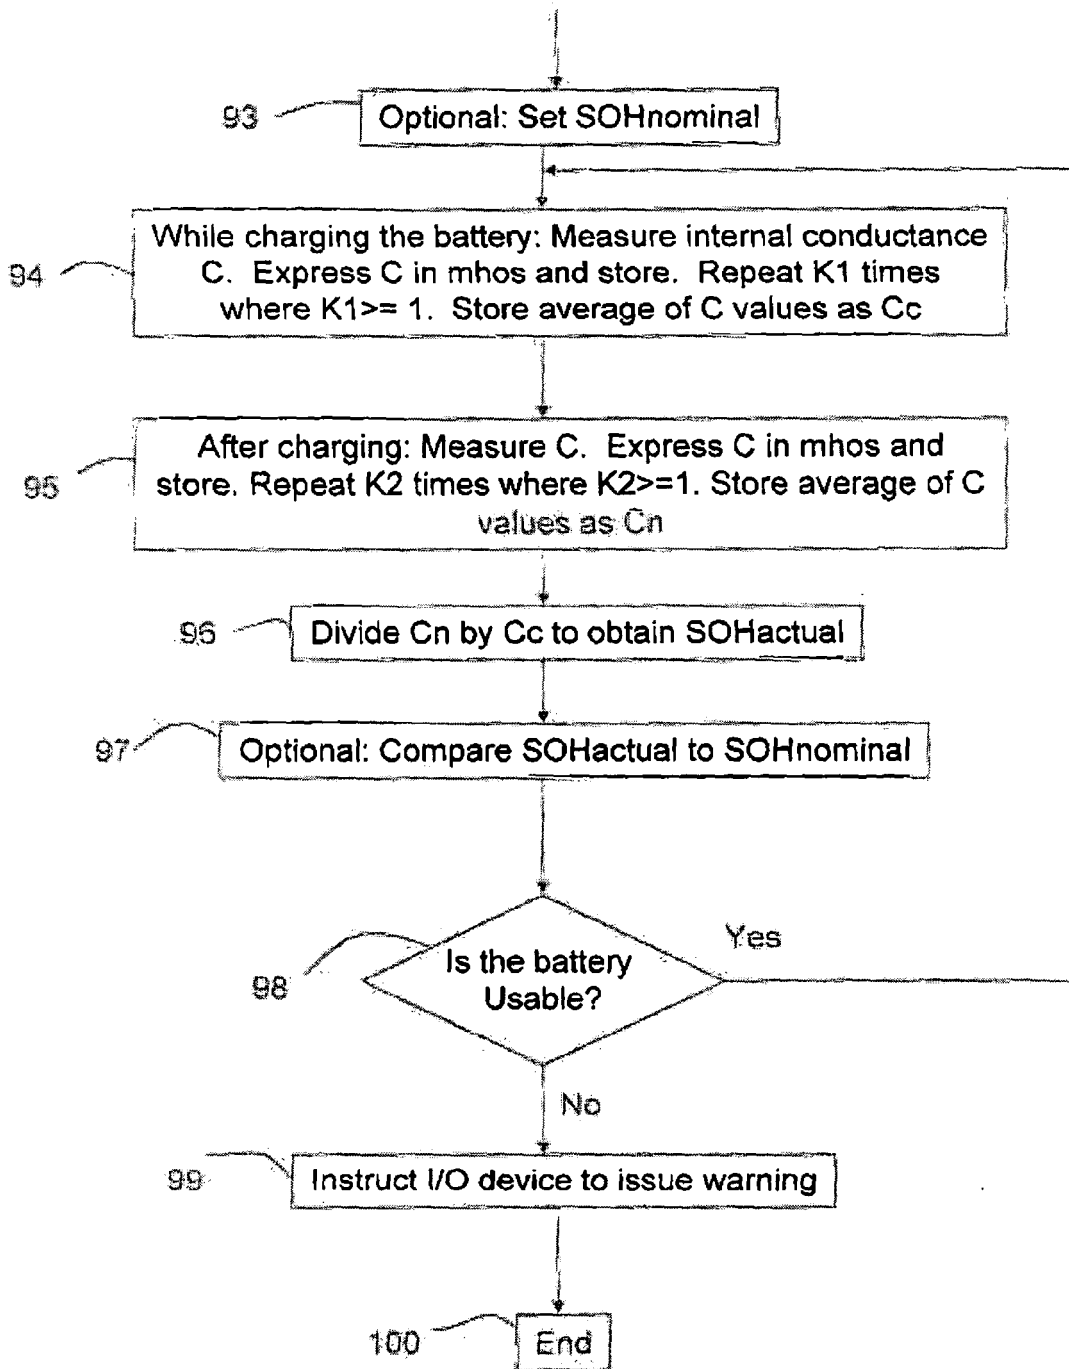 93
Optional: Set SOHnominal
While charging the battery: Measure internal conductance
94
C. Express C in mhos and store. Repeat K1 times
where K1>= 1. Store average of C values as Cc
After charging: Measure C. Express C in mhos and
95
store. Repeat K2 times where K2>=1. Store average of C
values as Cn
96
Divide Cn by Cc to obtain SOHactual
97
Optional: Compare SOHactual to SOHnominal
Yes
98
Is the battery
Usable?
No
99
Instruct I/O device to issue warning
100
End